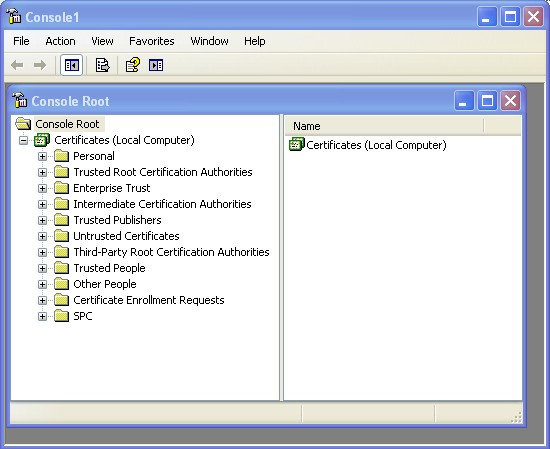 Console1
File Action View Favorites Window Help
Console Root
Console Root
Certificates (Local Computer)
Personal
Trusted Root Certification Authorities
Enterprise Trust
Intermediate Certification Authorities
Trusted Publishers
Untrusted Certificates
Third-Party Root Certification Authorities
Trusted People
Other People
Certificate Enrollment Requests
SPC
Name
Certificates (Local Computer)